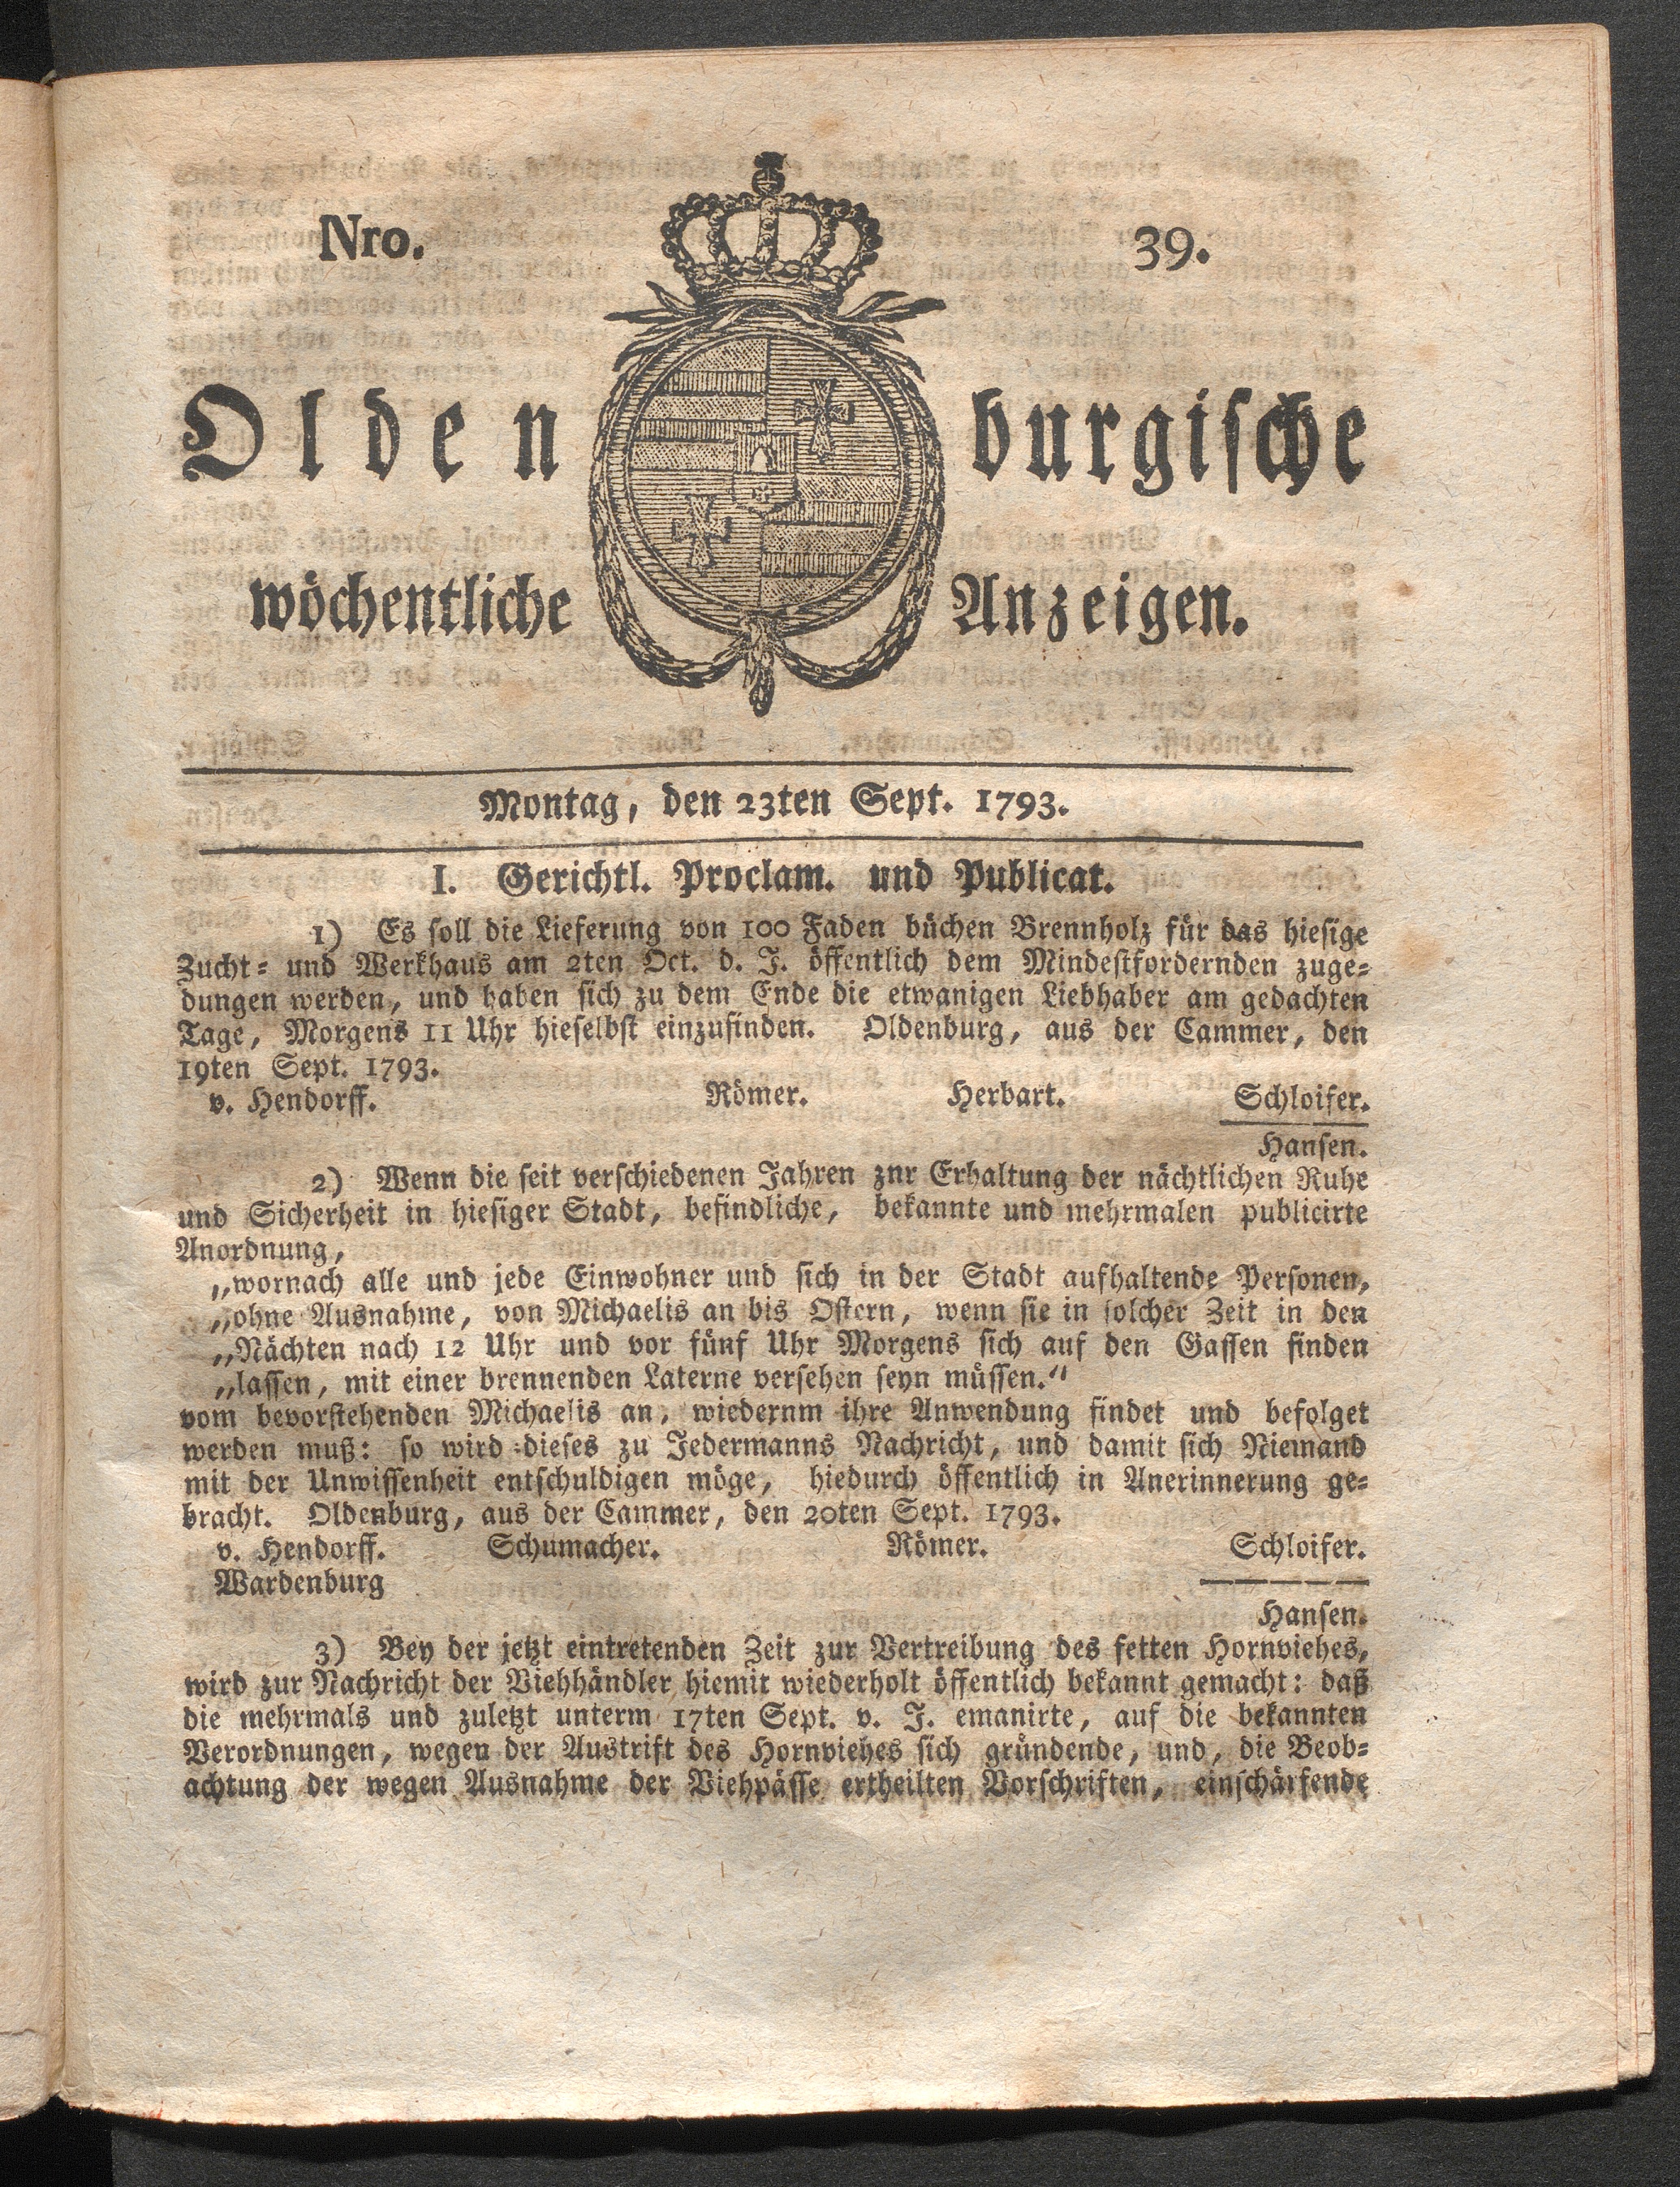 Nro. 39.
Oldenburgische
wöchentliche Anzeigen.
Montag, den 23ten Sept. 1793.
I. Gerichtl. Proclam. und Publicat.
1) Es soll die Lieferung von 100 Faden büchen Brennholz für das hiesige
Zucht- und Werkhaus am 2ten Oct. d. J. öffentlich dem Mindestfordernden zuge-
dungen werden, und haben sich zu dem Ende die etwanigen Liebhaber am gedachten
Tage, Morgens 11 Uhr hieselbst einzufinden. Oldenburg, aus der Cammer, den
19ten Sept. 1793.
v. Hendorff. Römer. Herbart. Schloifer.
Hansen.
2) Wenn die seit verschiedenen Jahren znr Erhaltung der nächtlichen Ruhe
und Sicherheit in hiesiger Stadt, befindliche, bekannte und mehrmalen publicirte
Anordnung,
„wornach alle und jede Einwohner und sich in der Stadt aufhaltende Personen,
„ohne Ausnahme, von Michaelis an bis Ostern, wenn sie in solcher Zeit in den
„Nächten nach 12 Uhr und vor fünf Uhr Morgens sich auf den Gassen finden
„lassen, mit einer brennenden Laterne versehen seyn müssen.“
vom bevorstehenden Michaelis an, wiedernm ihre Anwendung findet und befolget
werden muß: so wird dieses zu Jedermanns Nachricht, und damit sich Niemand
mit der Unwissenheit entschuldigen möge, hiedurch öffentlich in Anerinnerung ge-
bracht. Oldenburg, aus der Cammer, den 20ten Sept. 1793.
v. Hendorff. Schumacher. Römer. Schloifer.
Wardenburg
Hansen.
3) Bey der jetzt eintretenden Zeit zur Vertreibung des fetten Hornviehes,
wird zur Nachricht der Viehhändler hiemit wiederholt öffentlich bekannt gemacht: daß
die mehrmals und zuletzt unterm 17ten Sept. v. J. emanirte, auf die bekannten
Verordnungen, wegen der Austrift des Hornviehes sich gründende, und, die Beob-
achtung der wegen Ausnahme der Viehpässe ertheilten Vorschriften, einschärfende